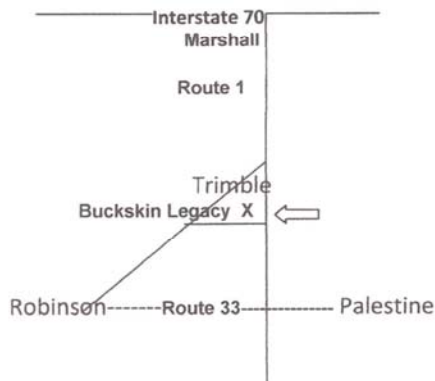 Interstate 70
Marshall
Route 1
Trimble
Buckskin Legacy X
Robinson Route 33 Palestine